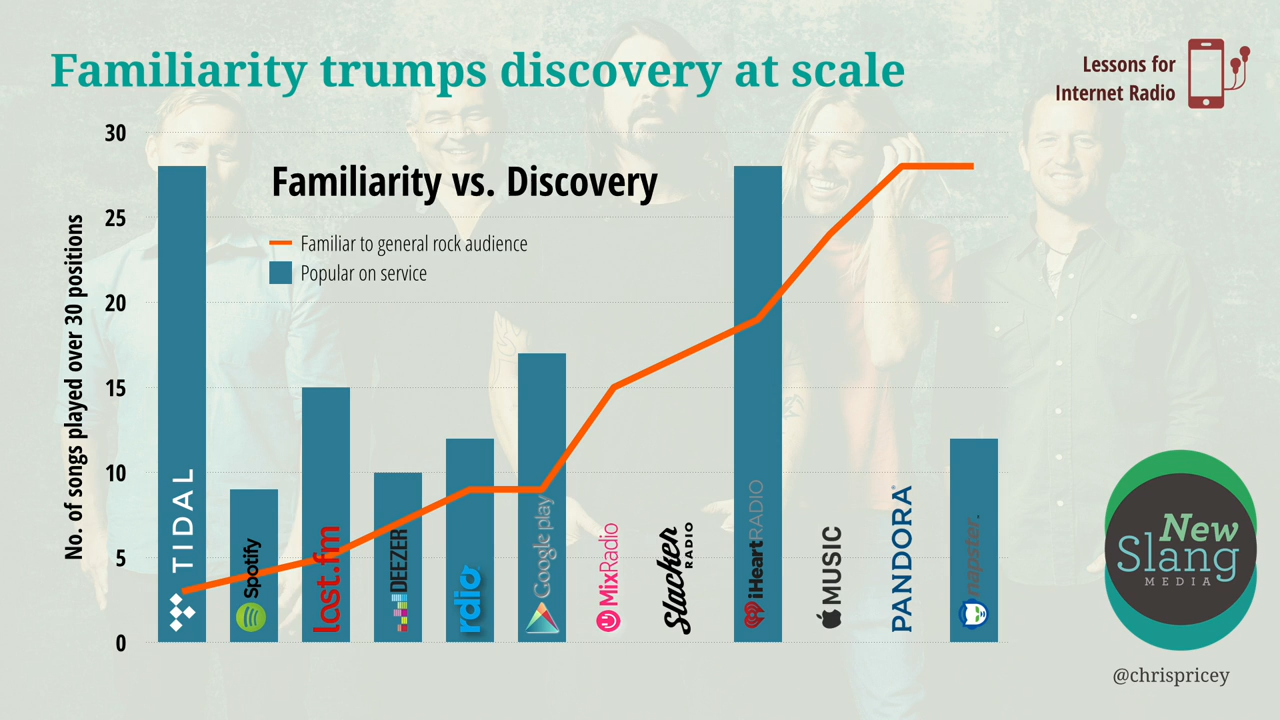 Familiarity trumps discovery at scale
Lessons for
Internet Radio
Familiarity vs. Discovery
Familiar to general rock audience
Popular on service
No. of songs played over 30 positions
30
25
20
15
10
5
0
TIDAL
Spotify
last.fm
DEEZER
rdio
Google play
MixRadio
Slacker
RADIO
iHeartRADIO
MUSIC
PANDORA
napster.
New
Slang
MEDIA
@chrispricey